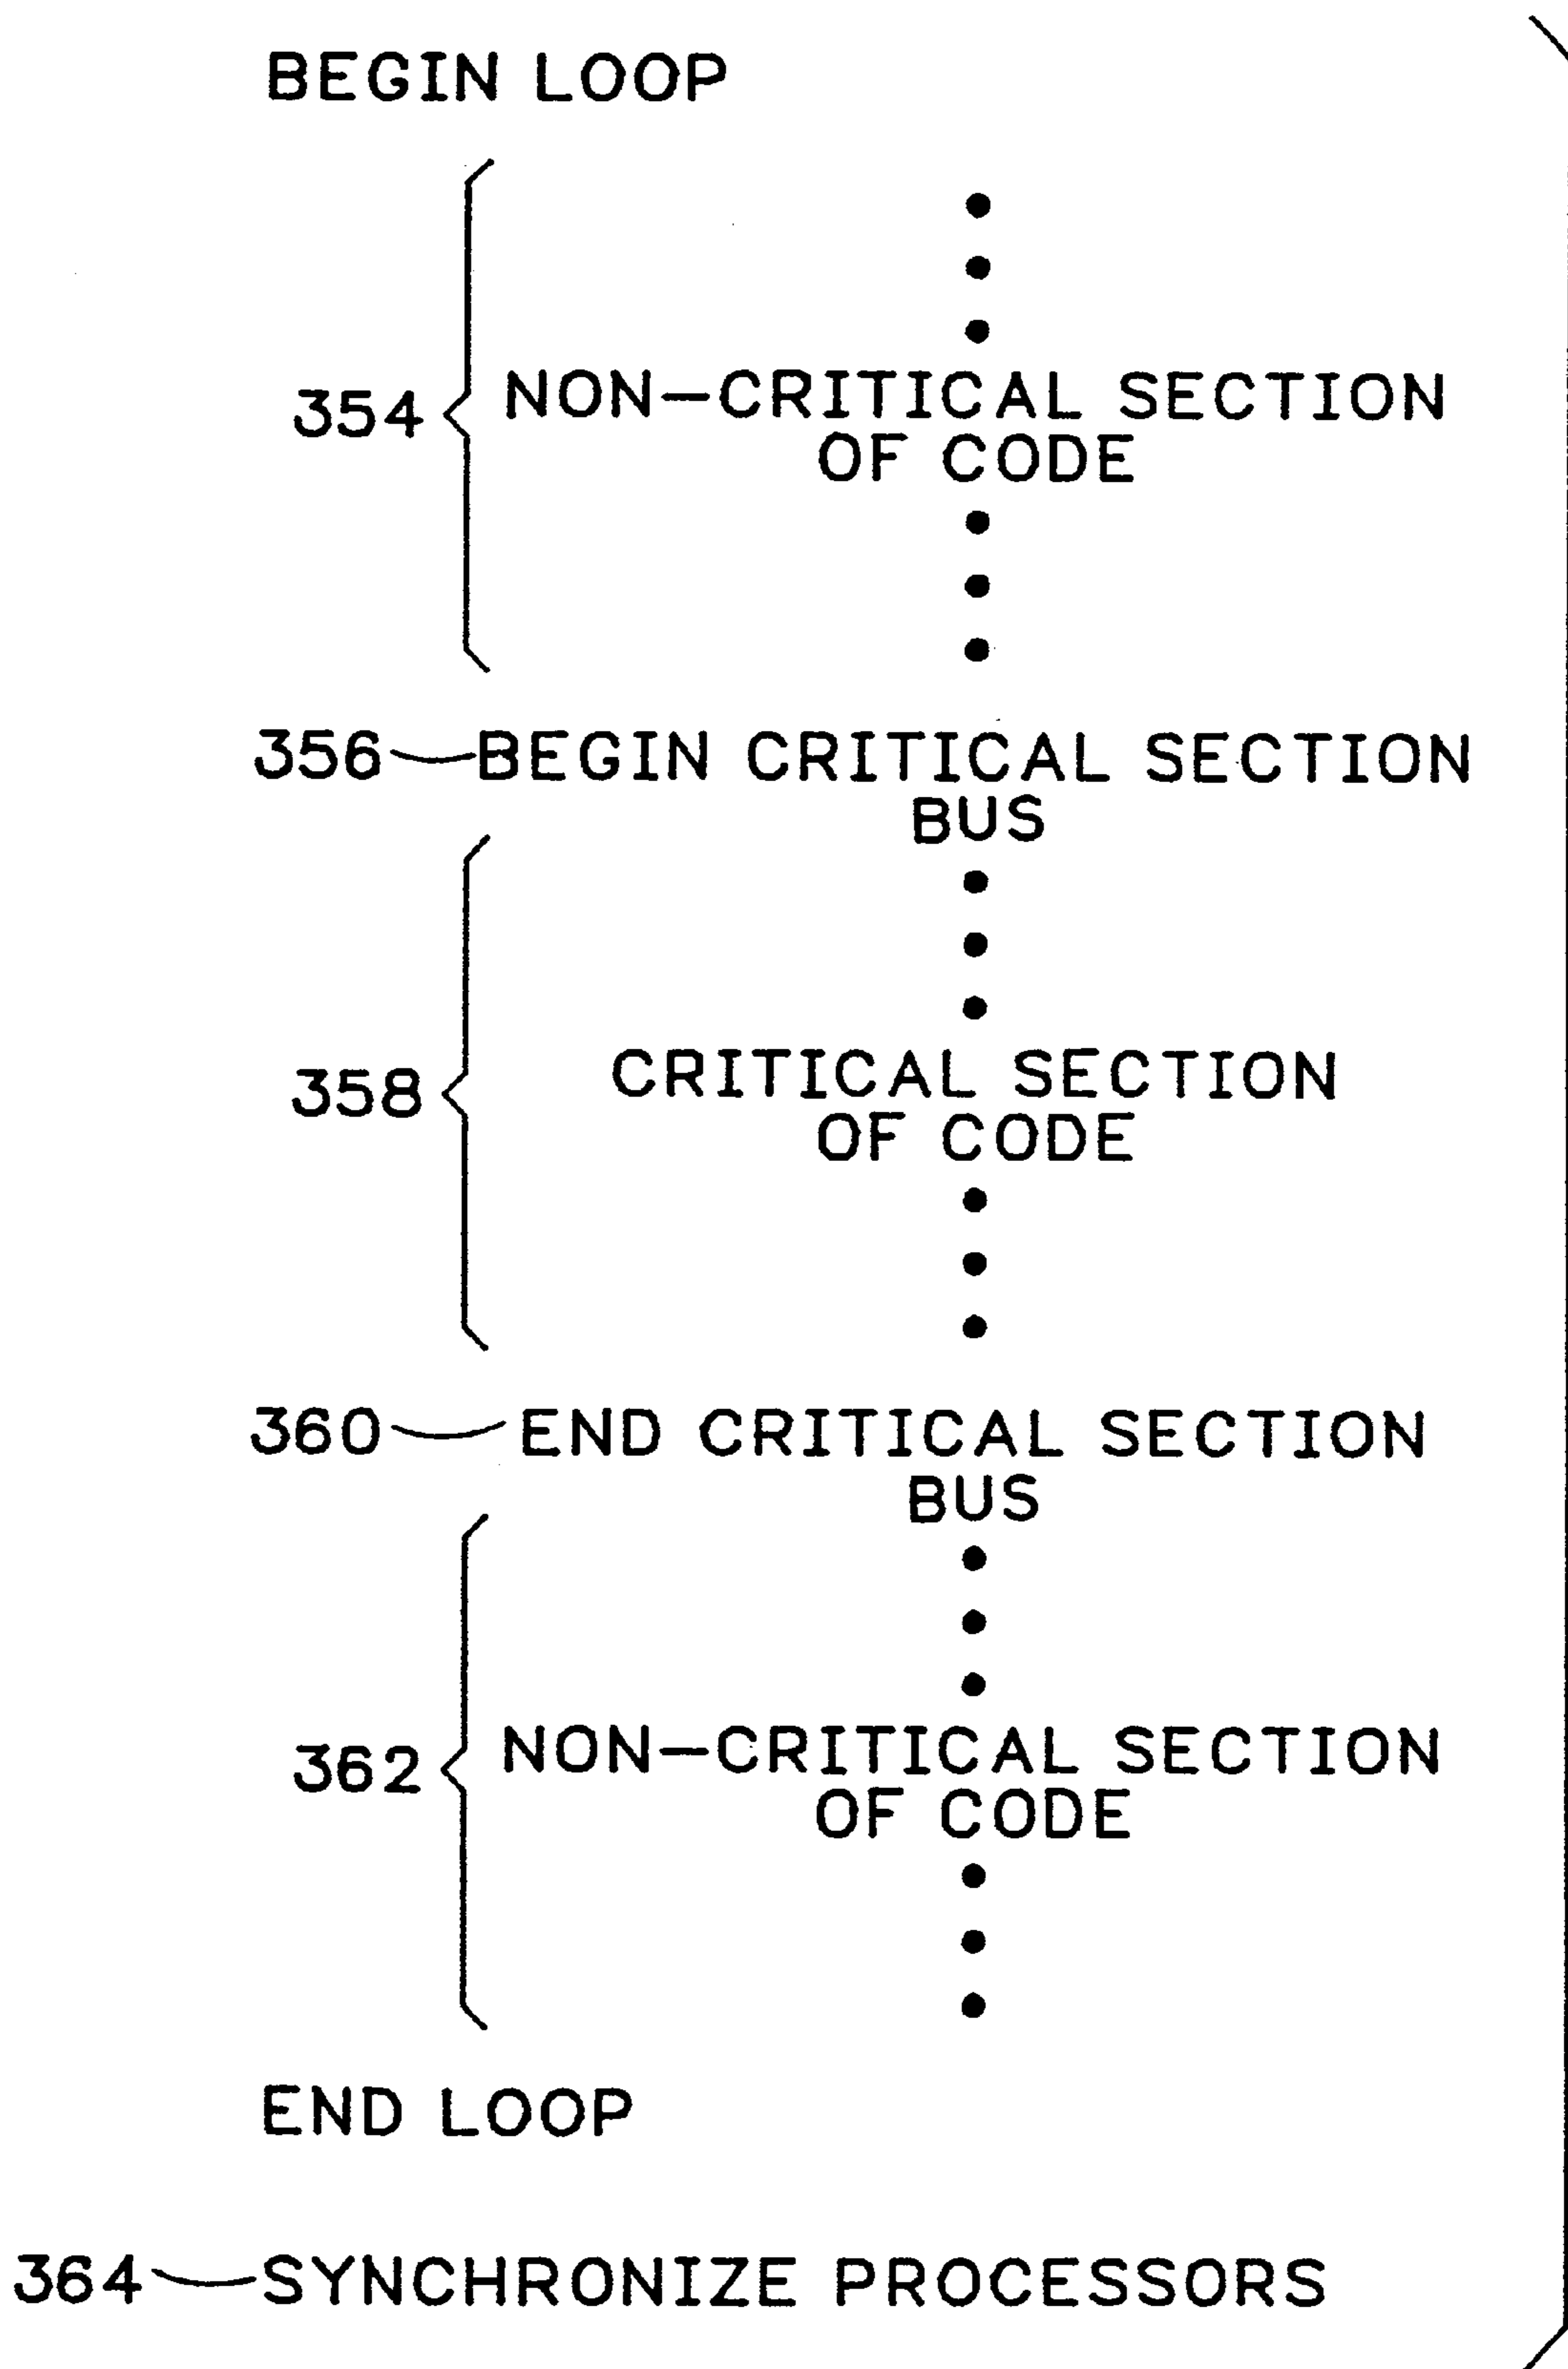 BEGIN LOOP
354 NON-CRITICAL SECTION
OF CODE
356 BEGIN CRITICAL SECTION
BUS
358 CRITICAL SECTION
OF CODE
360 END CRITICAL SECTION
BUS
362 NON-CRITICAL SECTION
OF CODE
END LOOP
364 SYNCHRONIZE PROCESSORS